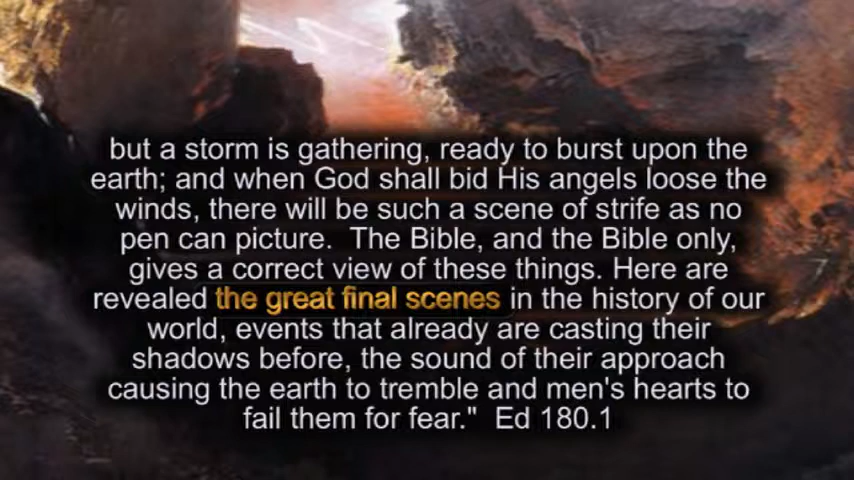 but a storm is gathering, ready to burst upon the
earth; and when God shall bid His angels loose the
winds, there will be such a scene of strife as no
pen can picture.  The Bible, and the Bible only,
gives a correct view of these things. Here are
revealed the great final scenes in the history of our
world, events that already are casting their
shadows before, the sound of their approach
causing the earth to tremble and men's hearts to
fail them for fear."  Ed 180.1